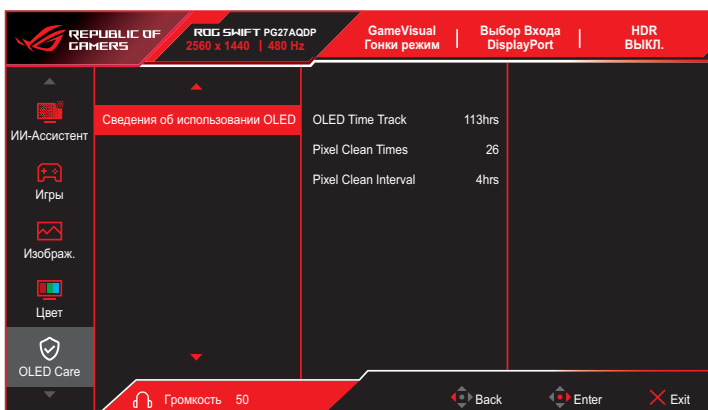 REPUBLIC OF
GAMERS
ROG SWIFT PG27AQDP
2560 x 1440 | 480 Hz
GameVisual
Гонки режим
Выбор Входа
DisplayPort
HDR
ВЫКЛ.
ИИ-Ассистент
Игры
Изображ.
Цвет
OLED Care
Сведения об использовании OLED
OLED Time Track 113hrs
Pixel Clean Times 26
Pixel Clean Interval 4hrs
Громкость 50
Back
Enter
Exit